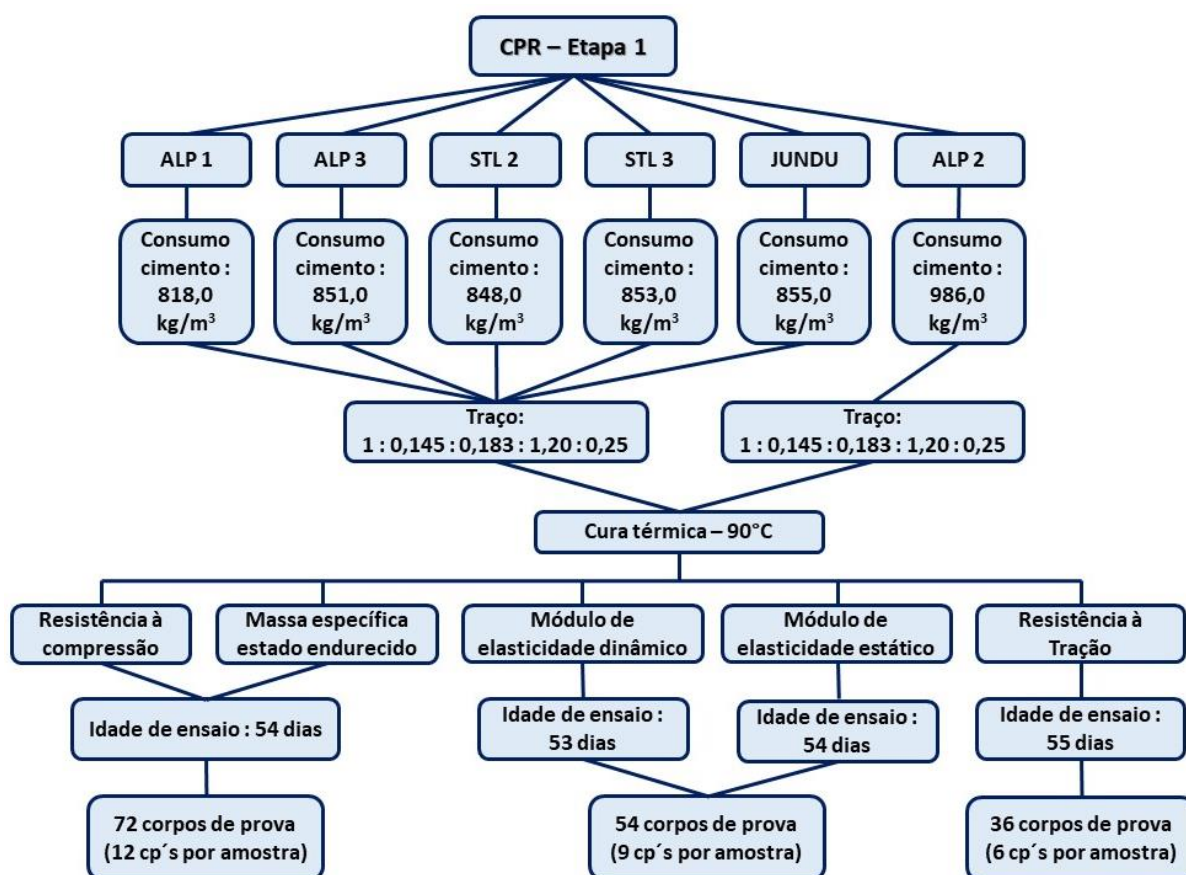 CPR – Etapa 1
ALP 1
ALP 3
STL 2
STL 3
JUNDU
ALP 2
Consumo
cimento :
818,0
kg/m³
Consumo
cimento :
851,0
kg/m³
Consumo
cimento :
848,0
kg/m³
Consumo
cimento :
853,0
kg/m³
Consumo
cimento :
855,0
kg/m³
Consumo
cimento :
986,0
kg/m³
Traço:
1 : 0,145 : 0,183 : 1,20 : 0,25
Traço:
1 : 0,145 : 0,183 : 1,20 : 0,25
Cura térmica – 90°C
Resistência à
compressão
Massa específica
estado endurecido
Módulo de
elasticidade dinâmico
Módulo de
elasticidade estático
Resistência à
Tração
Idade de ensaio : 54 dias
Idade de ensaio :
53 dias
Idade de ensaio :
54 dias
Idade de ensaio :
55 dias
72 corpos de prova
(12 cp´s por amostra)
54 corpos de prova
(9 cp´s por amostra)
36 corpos de prova
(6 cp´s por amostra)